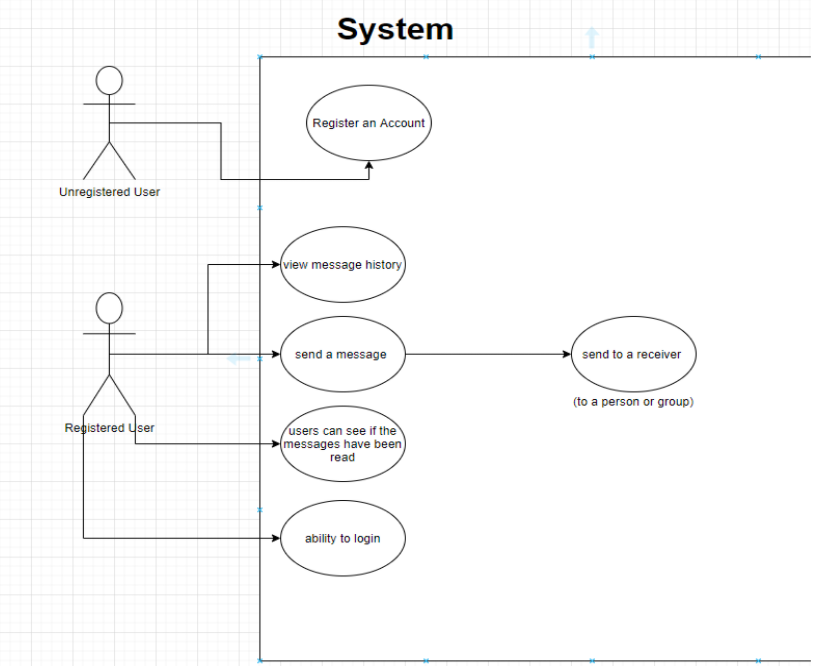 System
Register an Account
Unregistered User
view message history
send a message
send to a receiver
(to a person or group)
Registered User
users can see if the
messages have been
read
ability to login